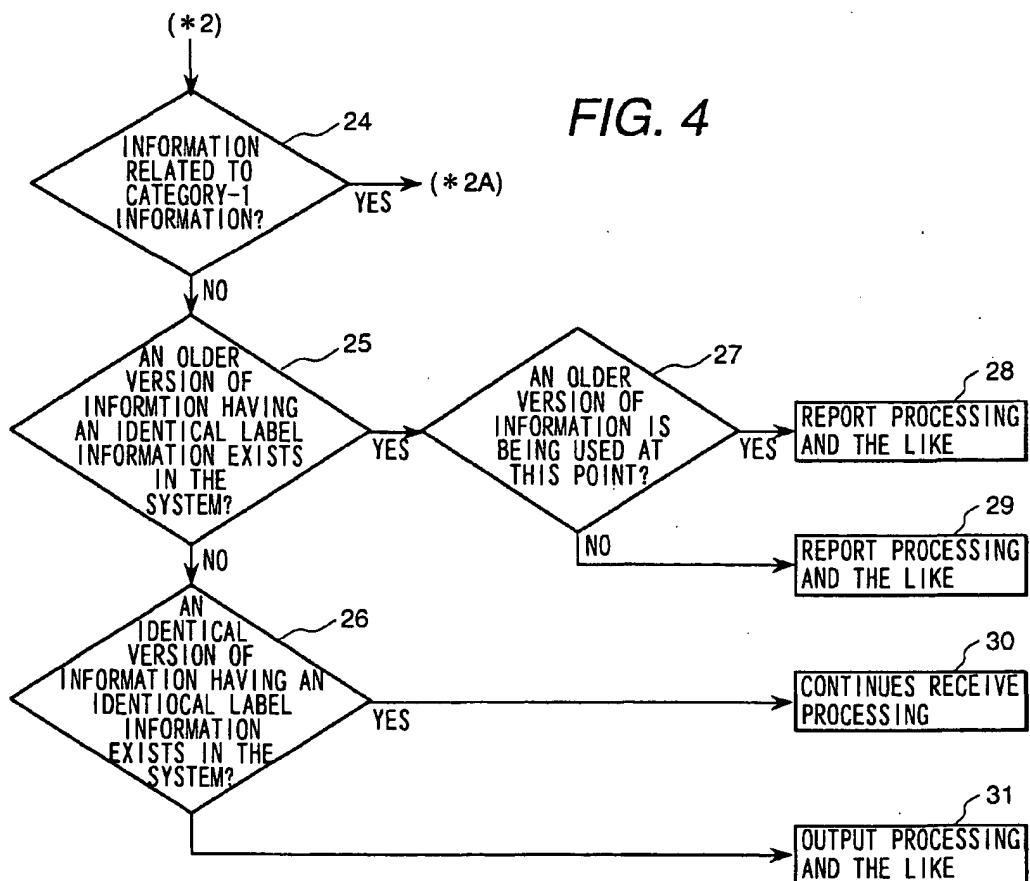 (*2)
FIG. 4
24
INFORMATION
RELATED TO
CATEGORY-1
INFORMATION?
YES
(*2A)
NO
25
AN OLDER
VERSION OF
INFORMTION HAVING
AN IDENTICAL LABEL
INFORMATION EXISTS
IN THE
SYSTEM?
YES
NO
27
AN OLDER
VERSION OF
INFORMATION IS
BEING USED AT
THIS POINT?
YES
NO
28
REPORT PROCESSING
AND THE LIKE
29
REPORT PROCESSING
AND THE LIKE
26
AN
IDENTICAL
VERSION OF
INFORMATION HAVING AN
IDENTIOCAL LABEL
INFORMATION
EXISTS IN THE
SYSTEM?
YES
30
CONTINUES RECEIVE
PROCESSING
31
OUTPUT PROCESSING
AND THE LIKE